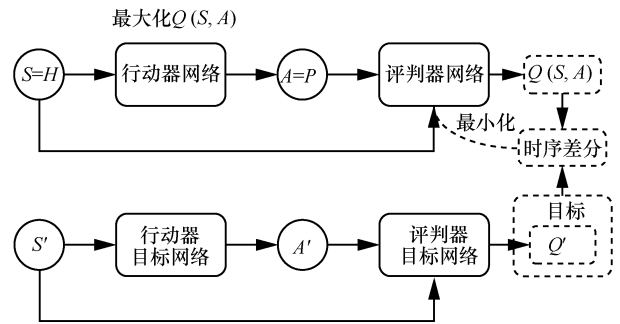 最大化Q (S, A)
S=H
行动器网络
A=P
评判器网络
Q (S, A)
最小化
时序差分
目标
S′
行动器
目标网络
A′
评判器
目标网络
Q′